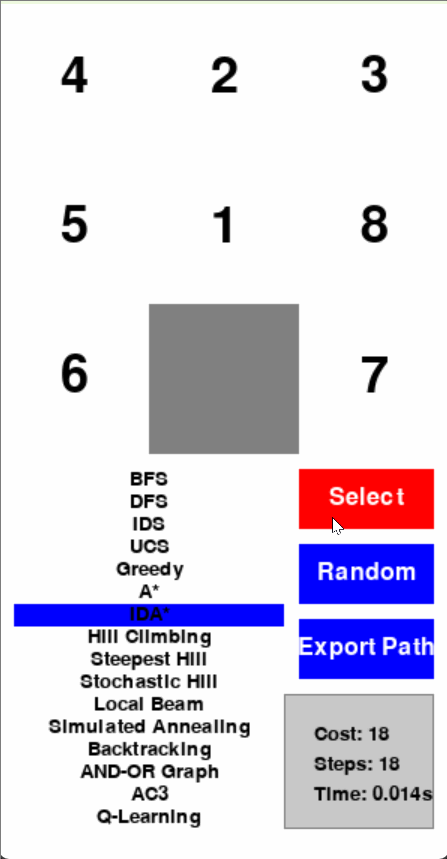 4 2 3
5 1 8
6 7
BFS
DFS
IDS
UCS
Greedy
A*
IDA*
Hill Climbing
Steepest Hill
Stochastic Hill
Local Beam
Simulated Annealing
Backtracking
AND-OR Graph
AC3
Q-Learning
Select
Random
Export Path
Cost: 18
Steps: 18
Time: 0.014s